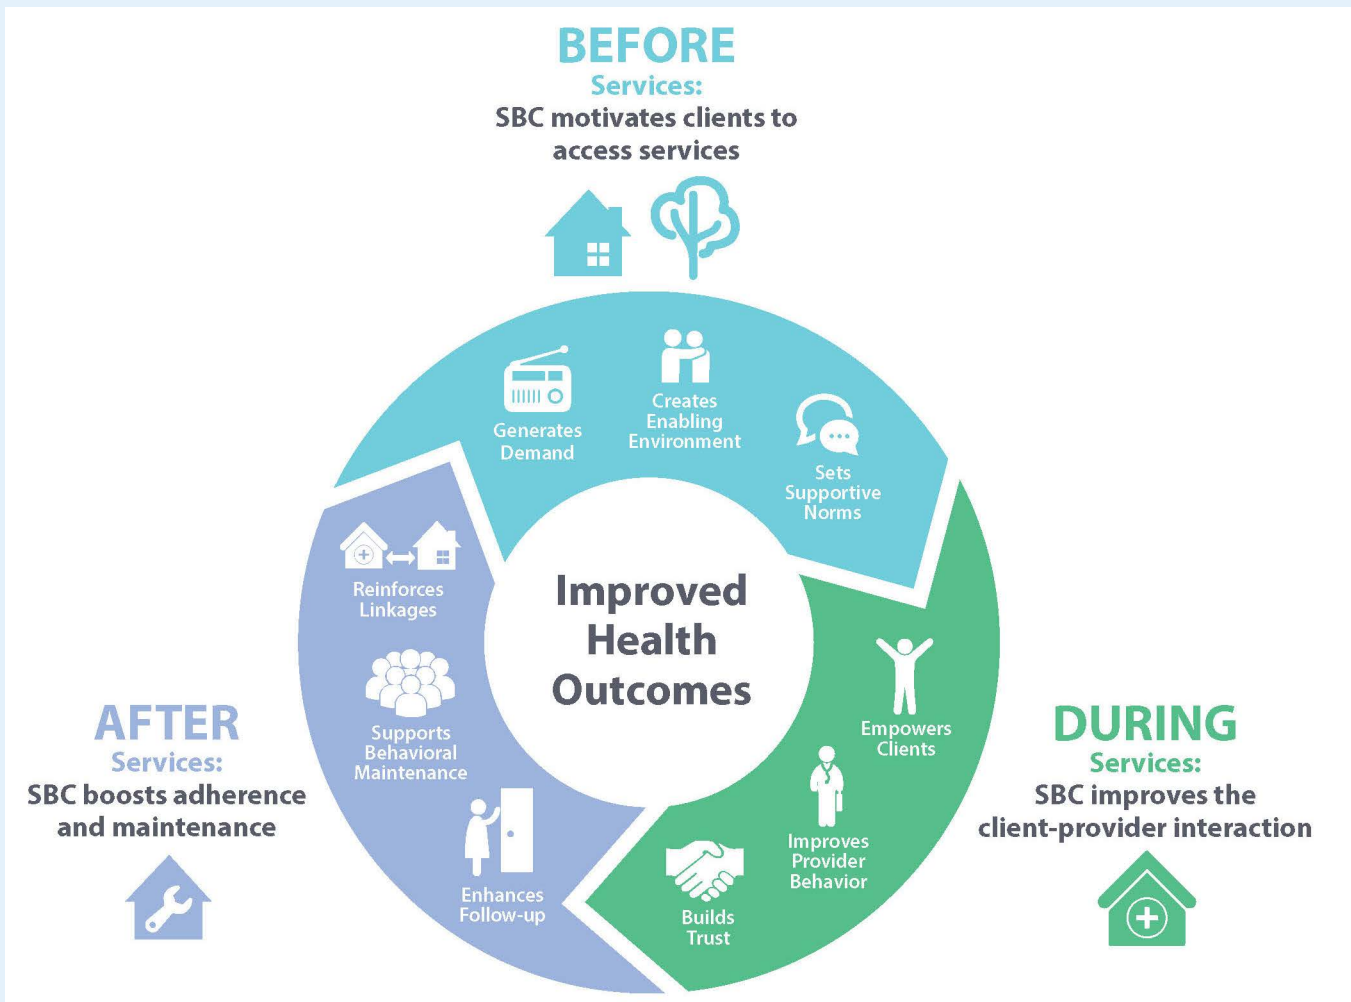 BEFORE
Services:
SBC motivates clients to
access services
Generates
Demand
Creates
Enabling
Environment
Sets
Supportive
Norms
Reinforces
Linkages
Supports
Behavioral
Maintenance
Enhances
Follow-up
Improved
Health
Outcomes
Empowers
Clients
Improves
Provider
Behavior
Builds
Trust
AFTER
Services:
SBC boosts adherence
and maintenance
DURING
Services:
SBC improves the
client-provider interaction